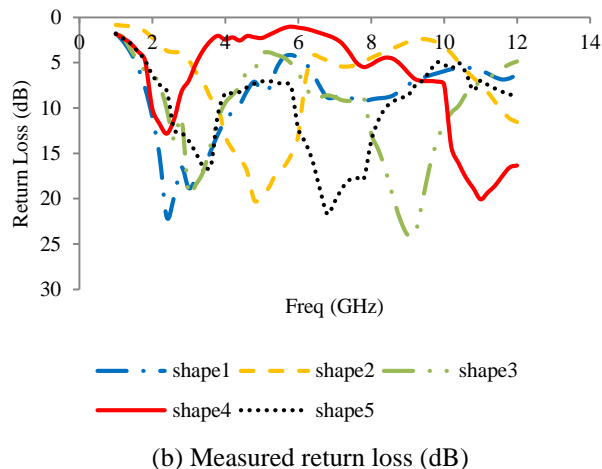 0 2 4 6 8 10 12 14
0
5
10
15
20
25
30
Return Loss (dB)
Freq (GHz)
shape1 shape2 shape3
shape4 shape5
(b) Measured return loss (dB)